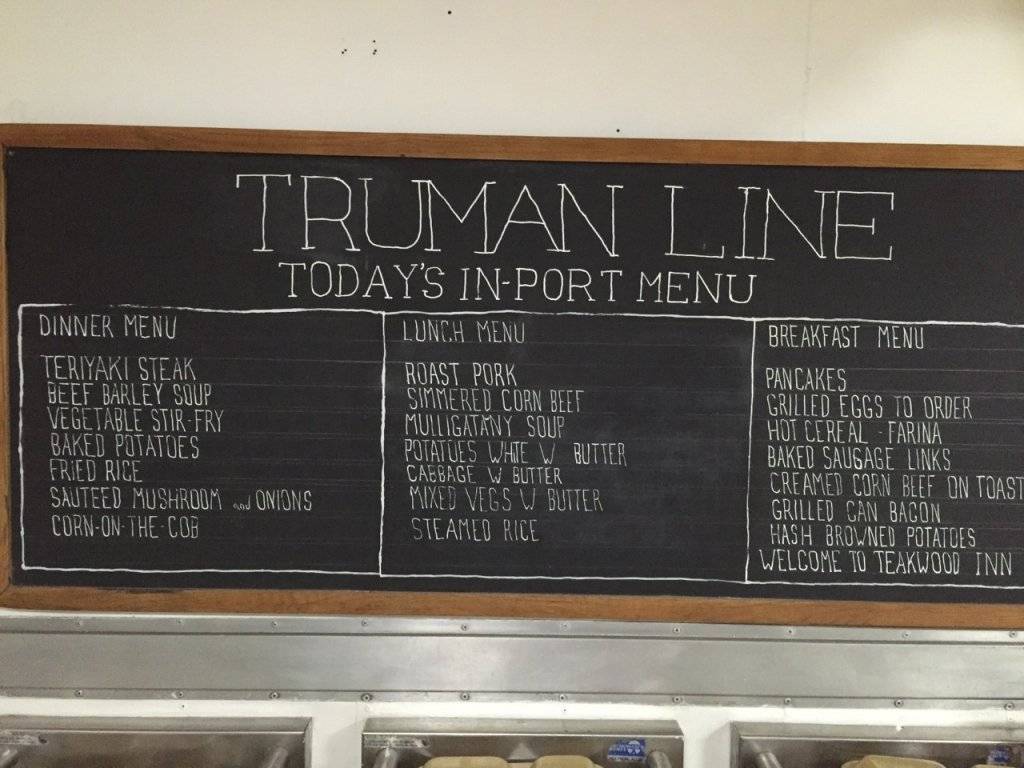 TRUMAN LINE
TODAY'S IN-PORT MENU
DINNER MENU
TERIYAKI STEAK
BEEF BARLEY SOUP
VEGETABLE STIR-FRY
BAKED POTATOES
FRIED RICE
SAUTEED MUSHROOM and ONIONS
CORN-ON-THE-COB
LUNCH MENU
ROAST PORK
SIMMERED CORN BEEF
MULLIGATANY SOUP
POTATOES WHITE W BUTTER
CABBAGE W BUTTER
MIXED VEGS W BUTTER
STEAMED RICE
BREAKFAST MENU
PANCAKES
GRILLED EGGS TO ORDER
HOT CEREAL - FARINA
BAKED SAUSAGE LINKS
CREAMED CORN BEEF ON TOAST
GRILLED CAN BACON
HASH BROWNED POTATOES
WELCOME TO TEAKWOOD INN